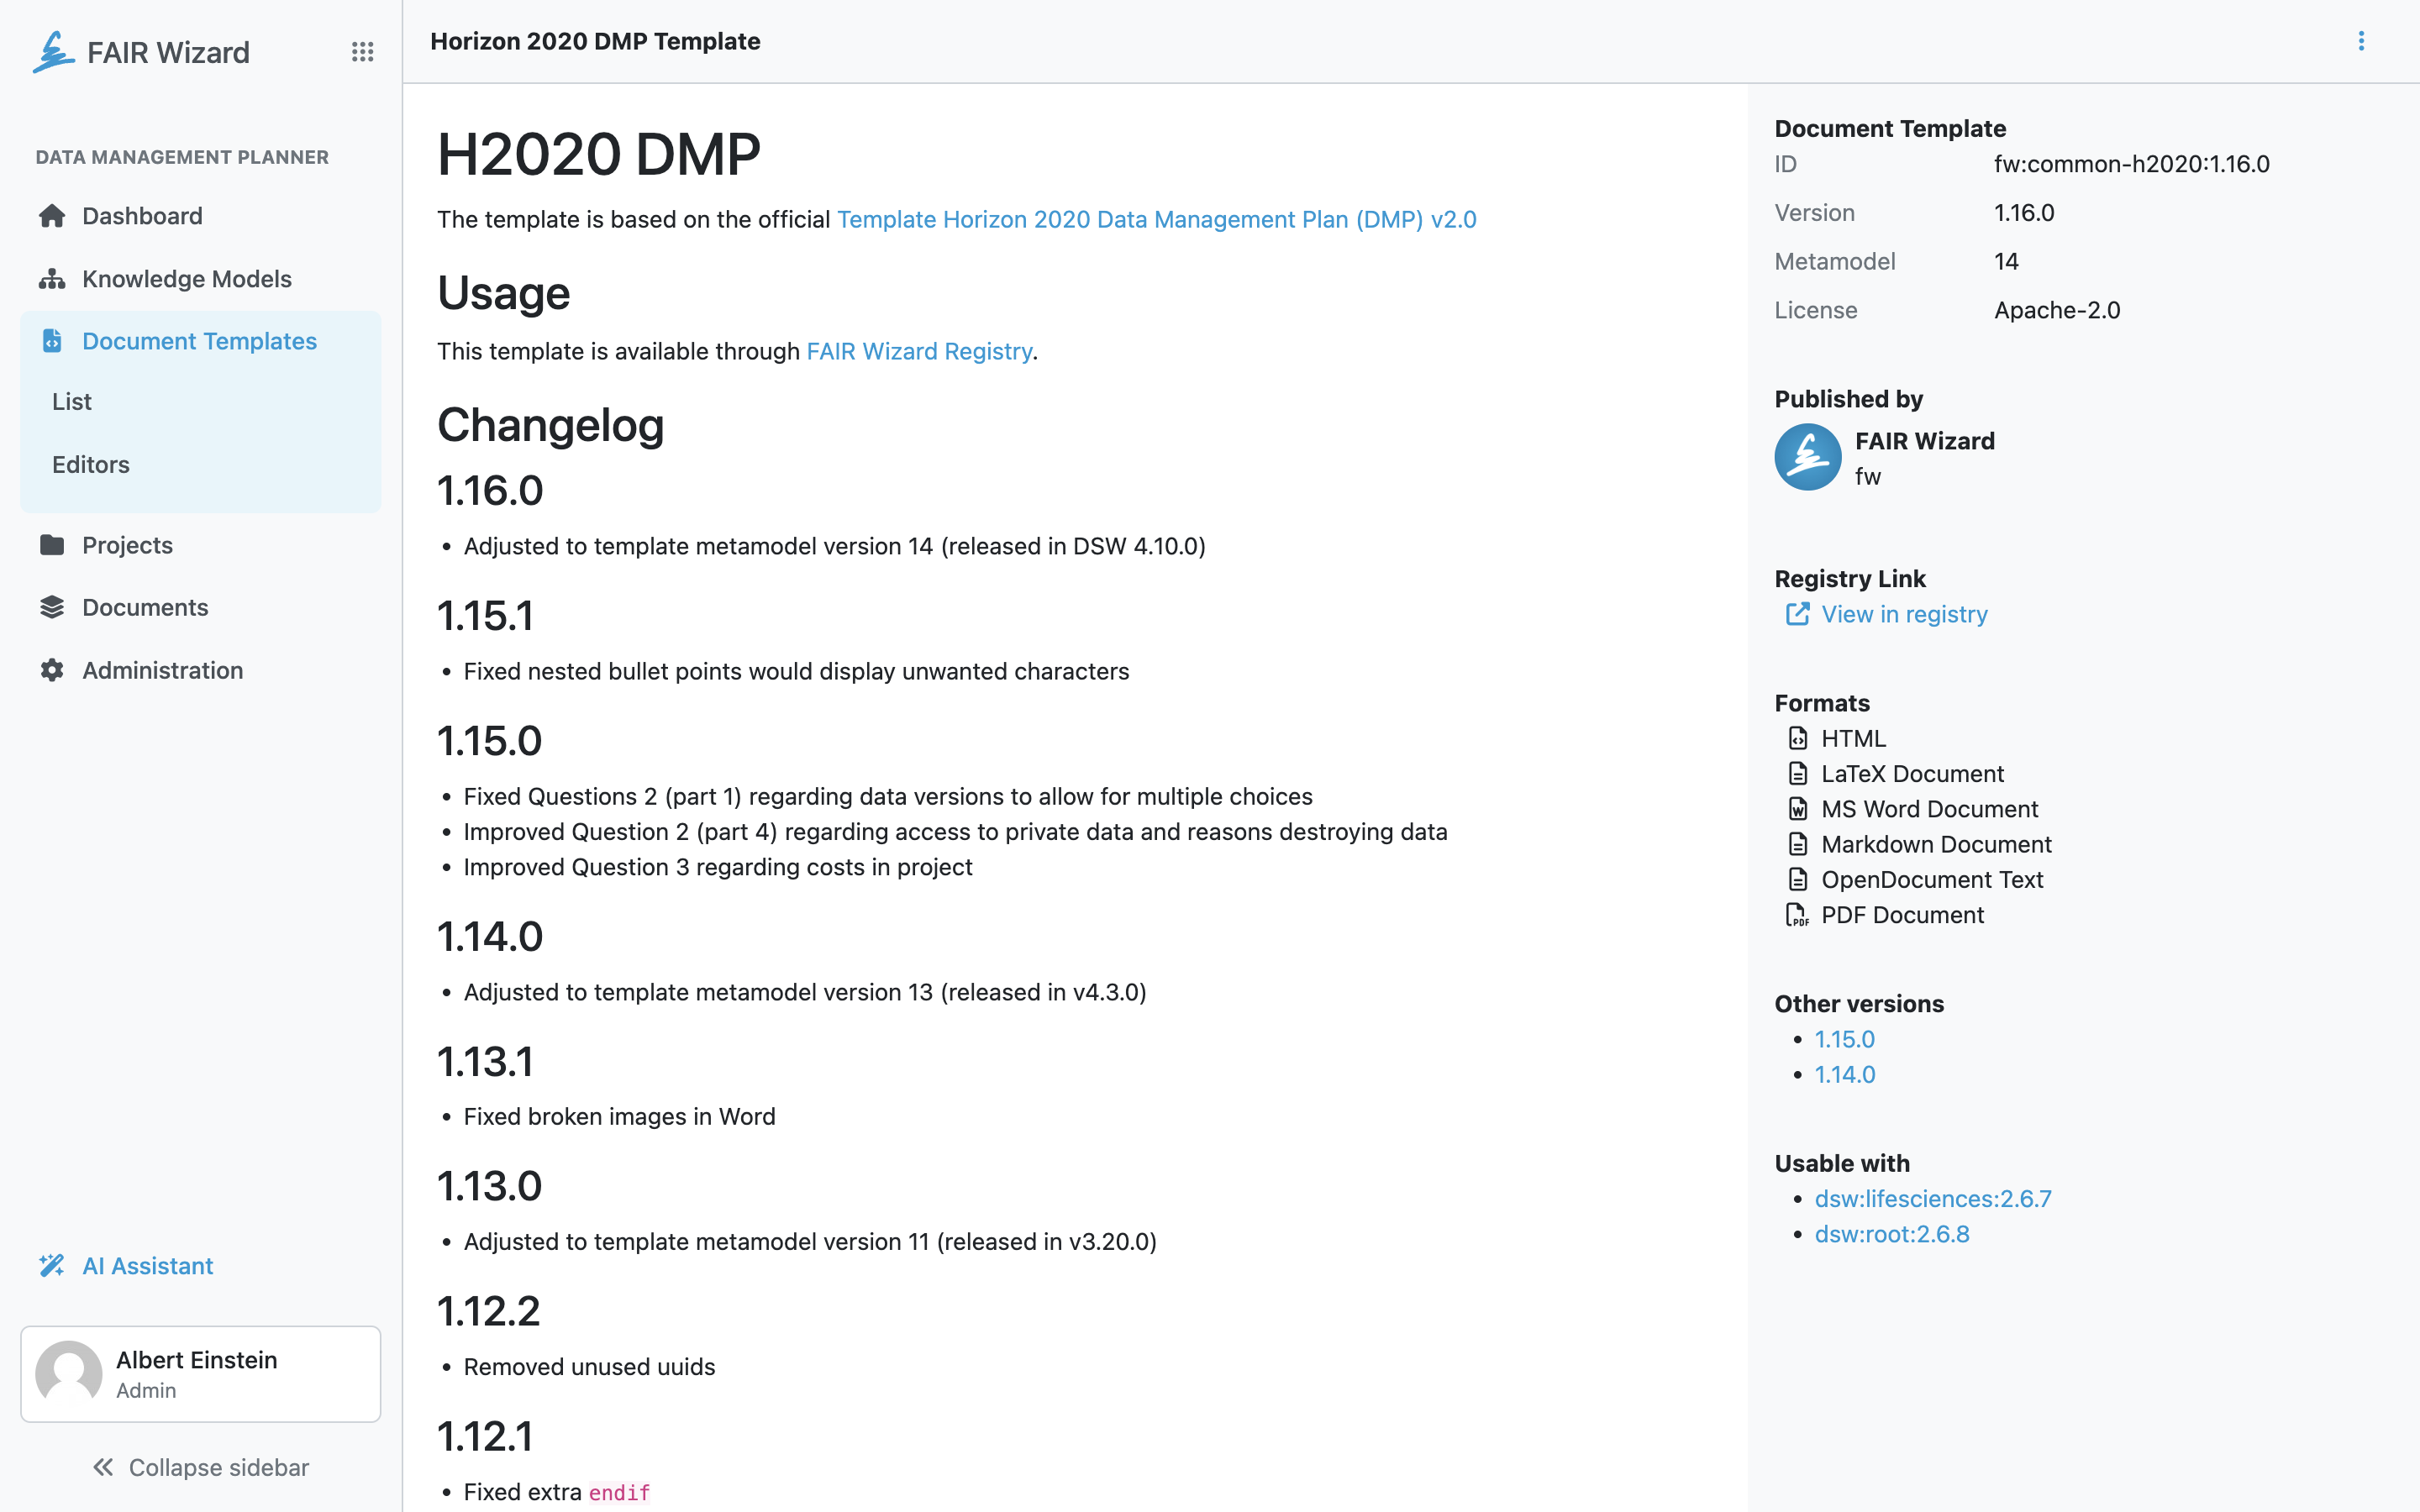 FAIR Wizard
DATA MANAGEMENT PLANNER
Dashboard
Knowledge Models
Document Templates
List
Editors
Projects
Documents
Administration
AI Assistant
Albert Einstein
Admin
Collapse sidebar
Horizon 2020 DMP Template
H2020 DMP
The template is based on the official Template Horizon 2020 Data Management Plan (DMP) v2.0
Usage
This template is available through FAIR Wizard Registry.
Changelog
1.16.0
• Adjusted to template metamodel version 14 (released in DSW 4.10.0)
1.15.1
• Fixed nested bullet points would display unwanted characters
1.15.0
• Fixed Questions 2 (part 1) regarding data versions to allow for multiple choices
• Improved Question 2 (part 4) regarding access to private data and reasons destroying data
• Improved Question 3 regarding costs in project
1.14.0
• Adjusted to template metamodel version 13 (released in v4.3.0)
1.13.1
• Fixed broken images in Word
1.13.0
• Adjusted to template metamodel version 11 (released in v3.20.0)
1.12.2
• Removed unused uuids
1.12.1
• Fixed extra endif
Document Template
ID fw:common-h2020:1.16.0
Version 1.16.0
Metamodel 14
License Apache-2.0
Published by
FAIR Wizard
fw
Registry Link
View in registry
Formats
HTML
LaTeX Document
MS Word Document
Markdown Document
OpenDocument Text
PDF Document
Other versions
• 1.15.0
• 1.14.0
Usable with
• dsw:lifesciences:2.6.7
• dsw:root:2.6.8